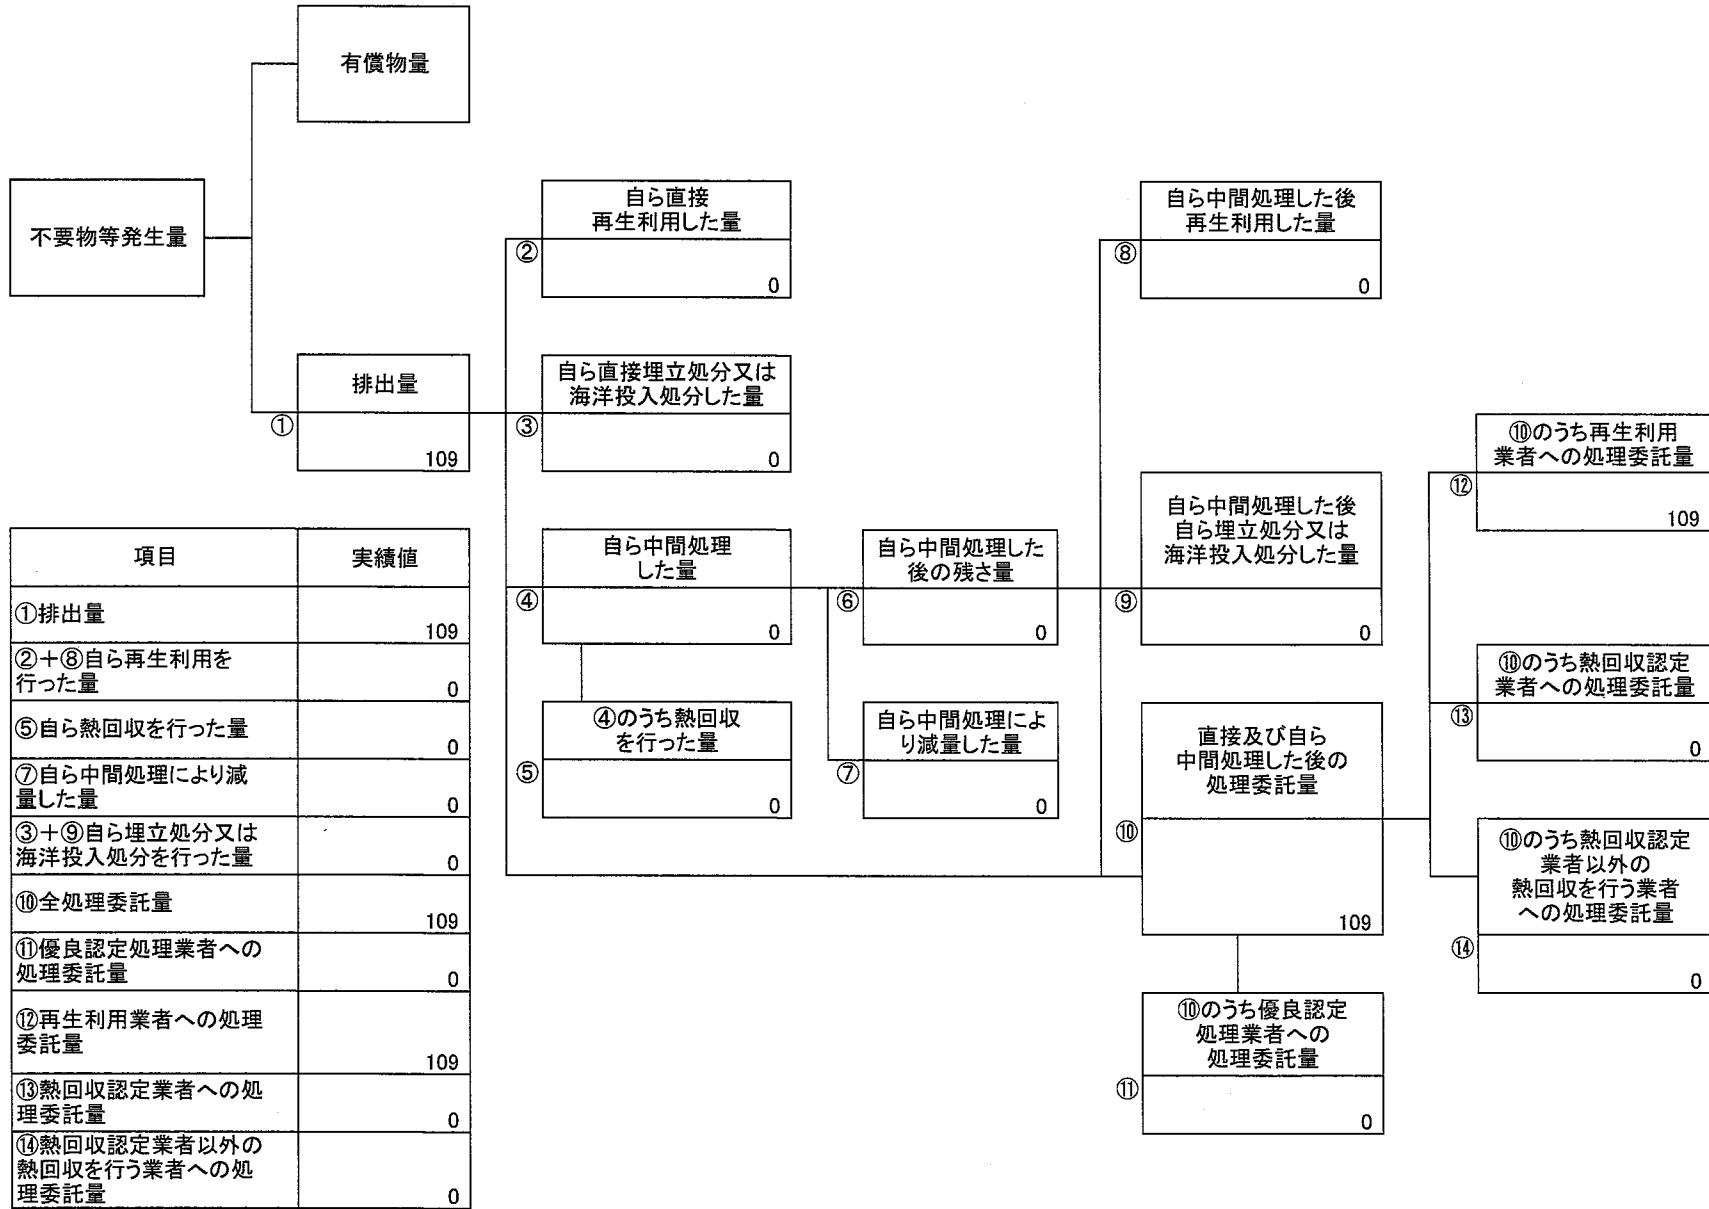 有償物量
不要物等発生量
排出量
①
109
自ら直接
再生利用した量
②
0
自ら直接埋立処分又は
海洋投入処分した量
③
0
自ら中間処理
した量
④
0
④のうち熱回収
を行った量
⑤
0
自ら中間処理した
後の残さ量
⑥
0
自ら中間処理によ
り減量した量
⑦
0
自ら中間処理した後
再生利用した量
⑧
0
自ら中間処理した後
自ら埋立処分又は
海洋投入処分した量
⑨
0
直接及び自ら
中間処理した後の
処理委託量
⑩
109
⑩のうち優良認定
処理業者への
処理委託量
⑪
0
⑩のうち再生利用
業者への処理委託量
⑫
109
⑩のうち熱回収認定
業者への処理委託量
⑬
0
⑩のうち熱回収認定
業者以外の
熱回収を行う業者
への処理委託量
⑭
0
項目 実績値
①排出量
109
②＋⑧自ら再生利用を
行った量
0
⑤自ら熱回収を行った量
0
⑦自ら中間処理により減
量した量
0
③＋⑨自ら埋立処分又は
海洋投入処分を行った量
0
⑩全処理委託量
109
⑪優良認定処理業者への
処理委託量
0
⑫再生利用業者への処理
委託量
109
⑬熱回収認定業者への処
理委託量
0
⑭熱回収認定業者以外の
熱回収を行う業者への処
理委託量
0